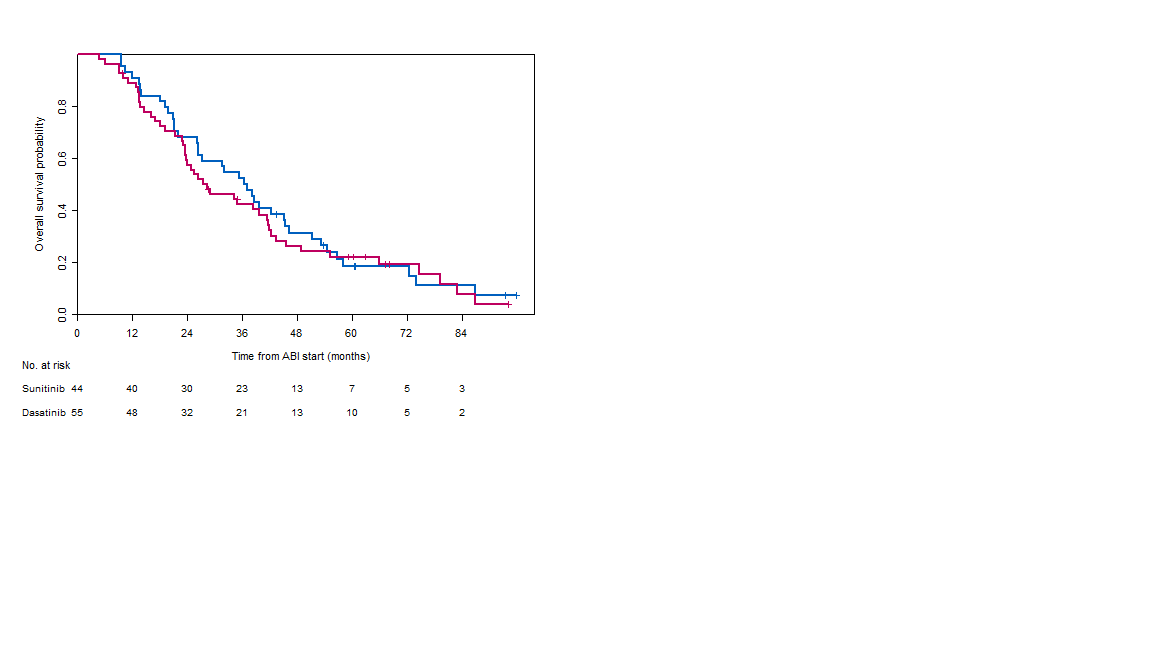 Overall survival probability
0.8
0.6
0.4
0.2
0.0
0 12 24 36 48 60 72 84
Time from ABI start (months)
No. at risk
Sunitinib 44 40 30 23 13 7 5 3
Dasatinib 55 48 32 21 13 10 5 2